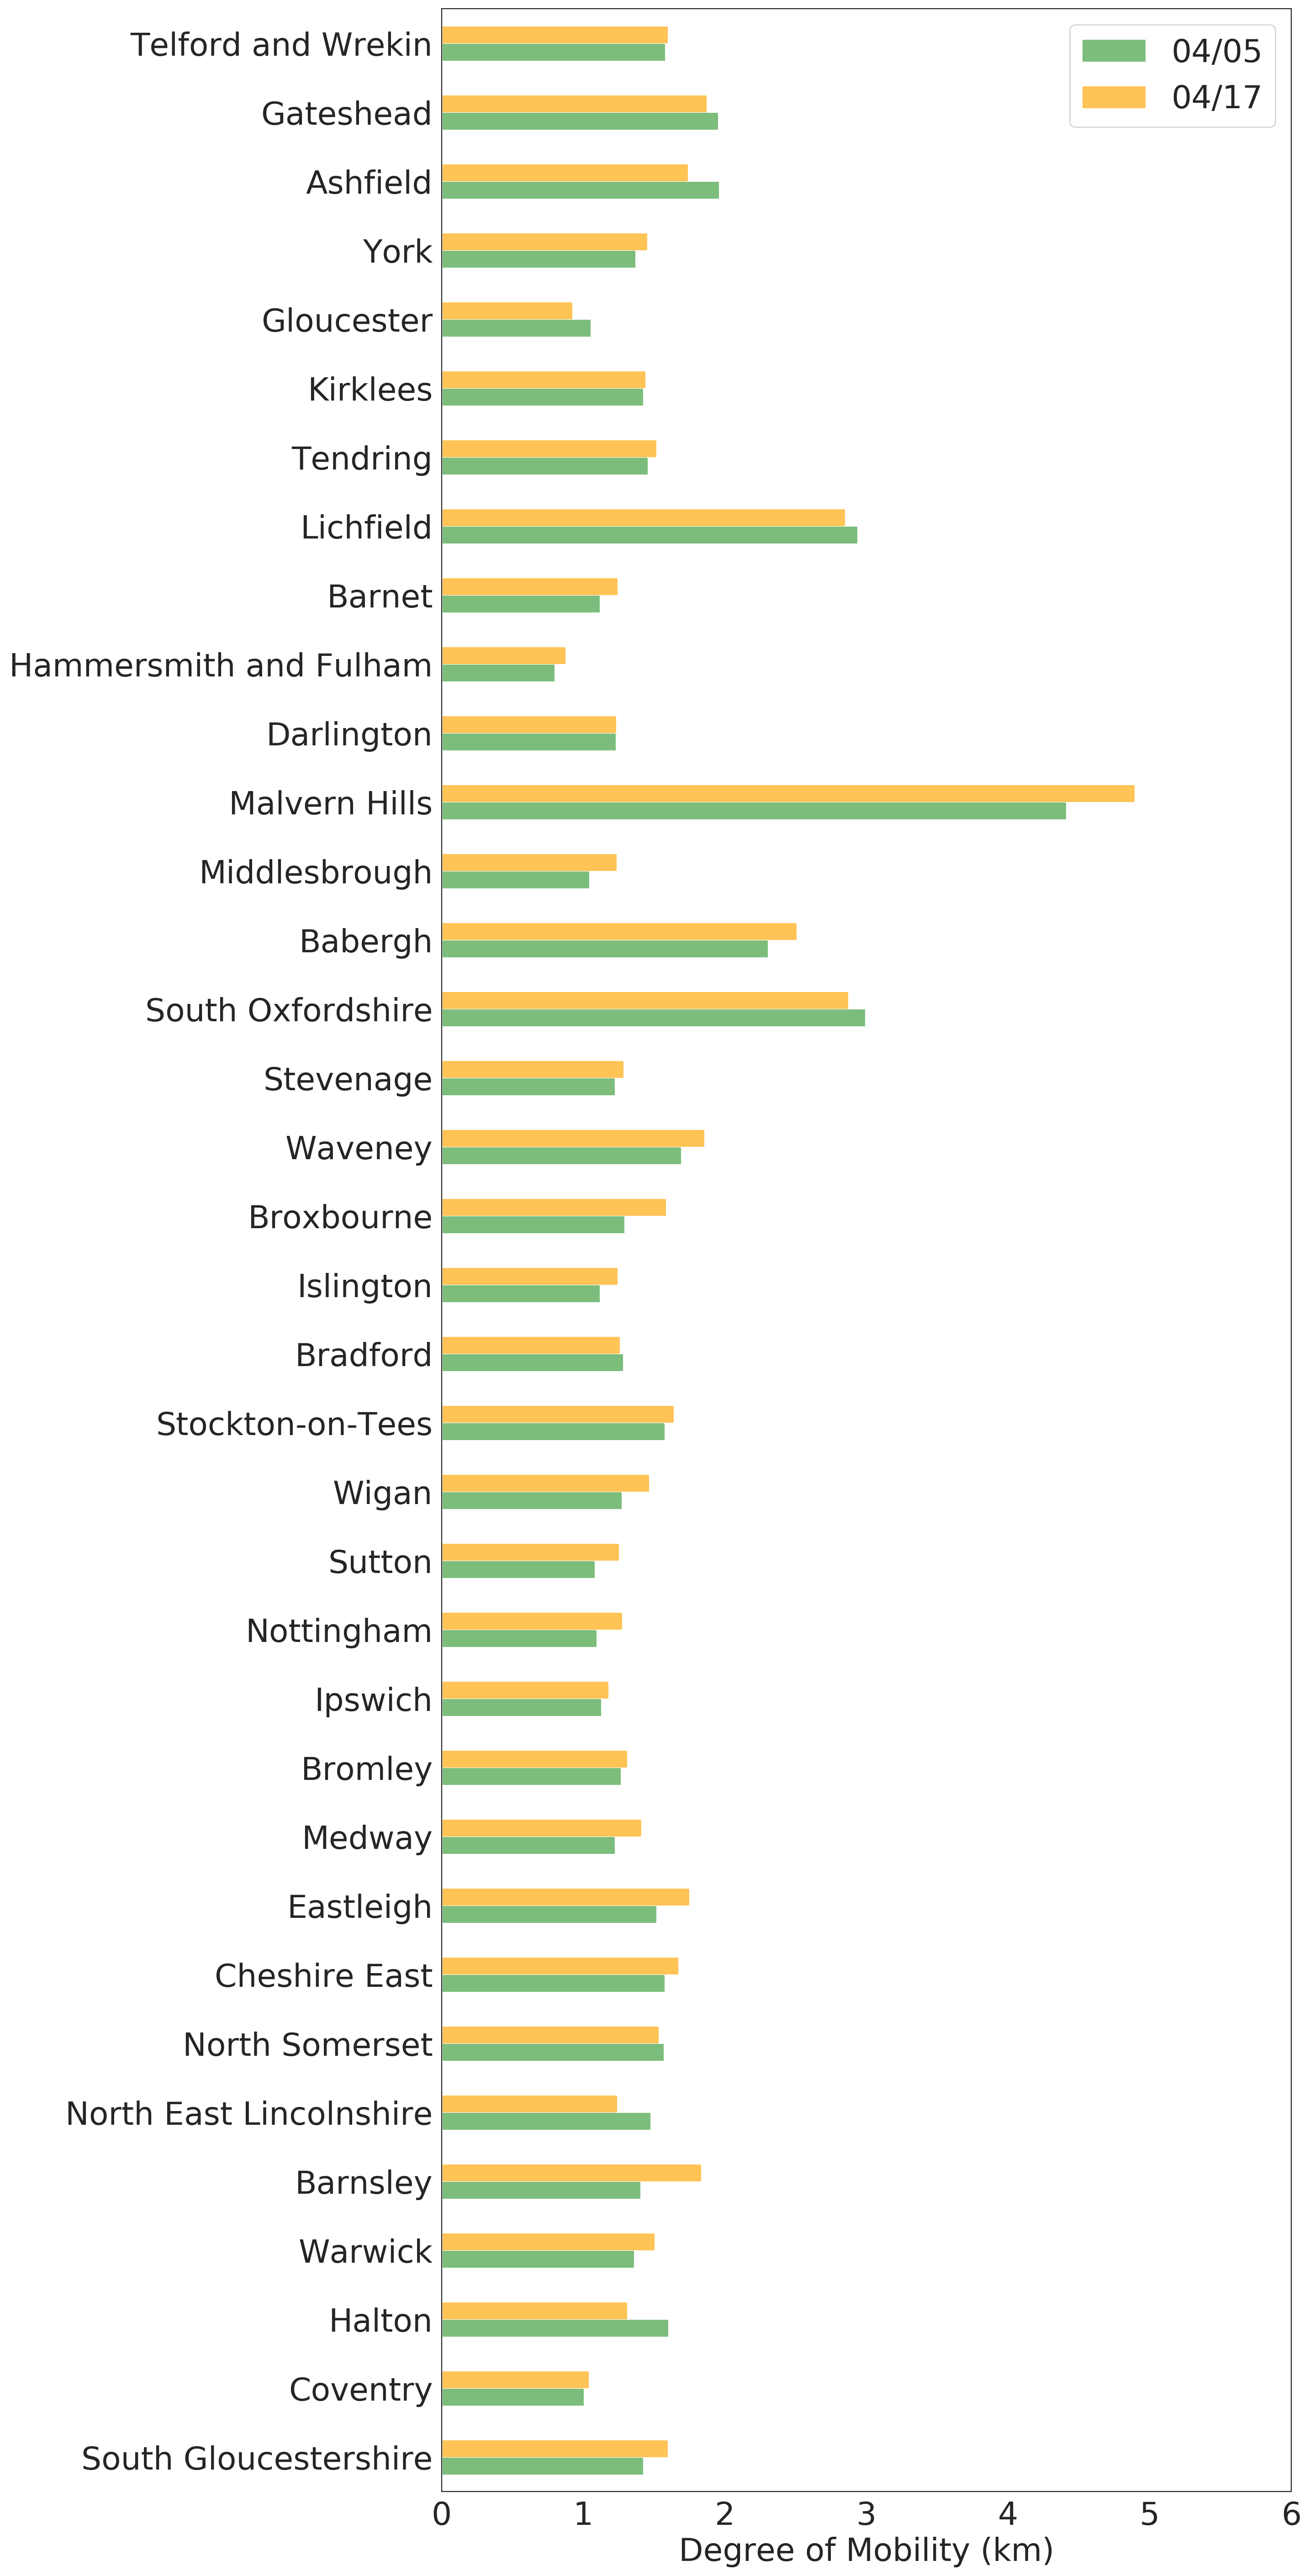 Telford and Wrekin
Gateshead
Ashfield
York
Gloucester
Kirklees
Tendring
Lichfield
Barnet
Hammersmith and Fulham
Darlington
Malvern Hills
Middlesbrough
Babergh
South Oxfordshire
Stevenage
Waveney
Broxbourne
Islington
Bradford
Stockton-on-Tees
Wigan
Sutton
Nottingham
Ipswich
Bromley
Medway
Eastleigh
Cheshire East
North Somerset
North East Lincolnshire
Barnsley
Warwick
Halton
Coventry
South Gloucestershire
04/05
04/17
0 1 2 3 4 5 6
Degree of Mobility (km)